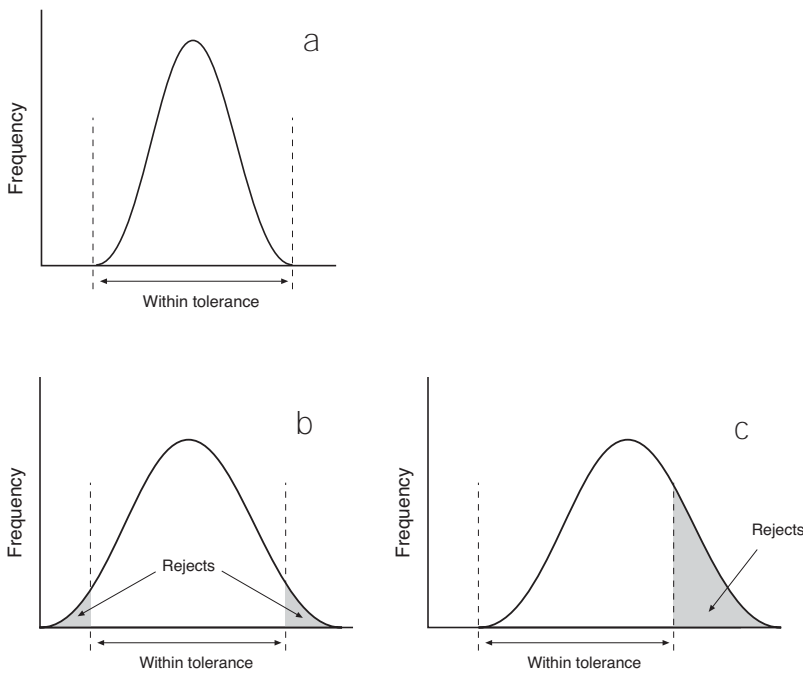 a
Frequency
Within tolerance
b
Frequency
Rejects
Within tolerance
c
Frequency
Rejects
Within tolerance